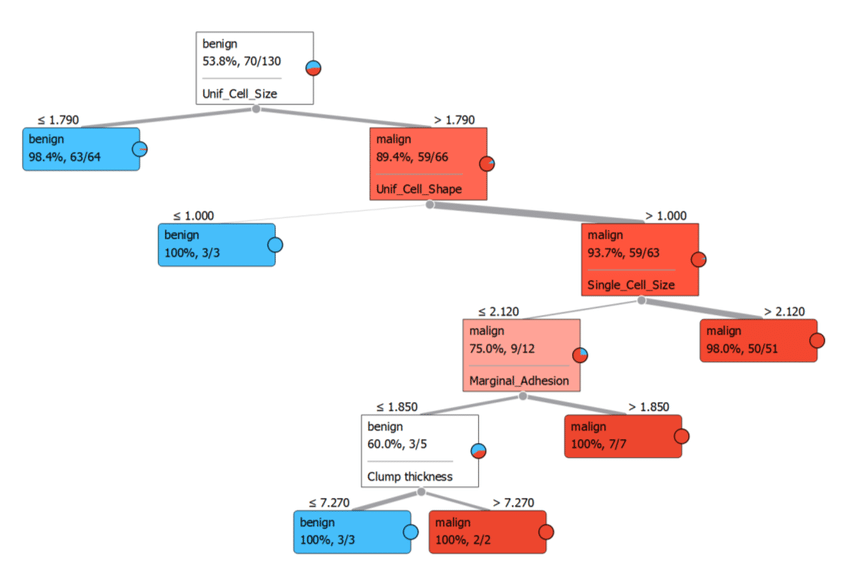 benign
53.8%, 70/130
Unif_Cell_Size
≤ 1.790
> 1.790
benign
98.4%, 63/64
malign
89.4%, 59/66
Unif_Cell_Shape
≤ 1.000
> 1.000
benign
100%, 3/3
malign
93.7%, 59/63
Single_Cell_Size
≤ 2.120
> 2.120
malign
75.0%, 9/12
Marginal_Adhesion
malign
98.0%, 50/51
≤ 1.850
> 1.850
benign
60.0%, 3/5
Clump thickness
malign
100%, 7/7
≤ 7.270
> 7.270
benign
100%, 3/3
malign
100%, 2/2